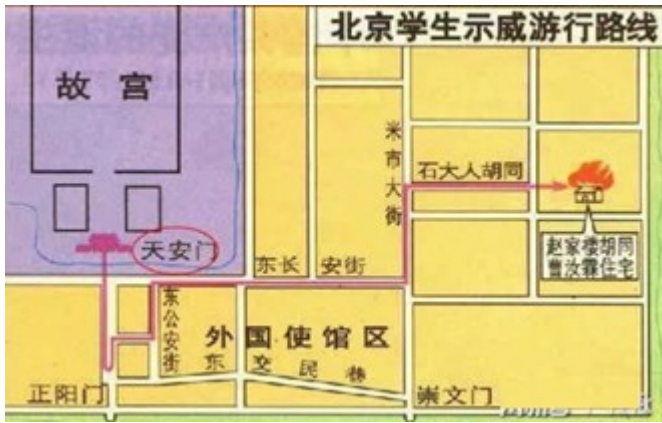 北京学生示威游行路线
故宫
米市大街
石大人胡同
天安门
赵家楼胡同
曹汝霖住宅
东长安街
东公安街
外国使馆区
东交民巷
正阳门
崇文门